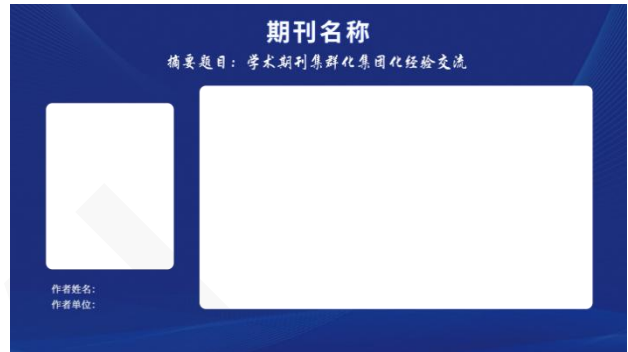 期刊名称
摘要题目：学术期刊集群化集团化经验交流
作者姓名：
作者单位：